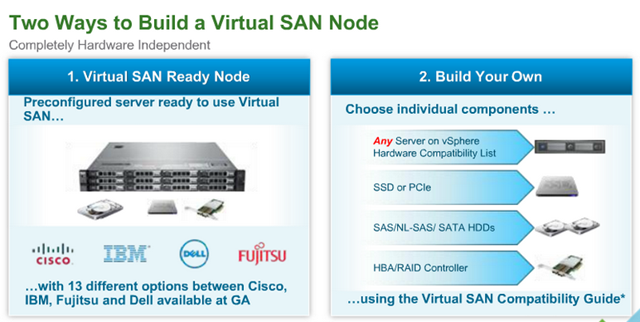 Two Ways to Build a Virtual SAN Node
Completely Hardware Independent
1. Virtual SAN Ready Node
Preconfigured server ready to use Virtual
SAN…
CISCO
IBM
DELL
FUJITSU
...with 13 different options between Cisco,
IBM, Fujitsu and Dell available at GA
2. Build Your Own
Choose individual components …
Any Server on vSphere
Hardware Compatibility List
SSD or PCIe
SAS/NL-SAS/ SATA HDDs
HBA/RAID Controller
...using the Virtual SAN Compatibility Guide*